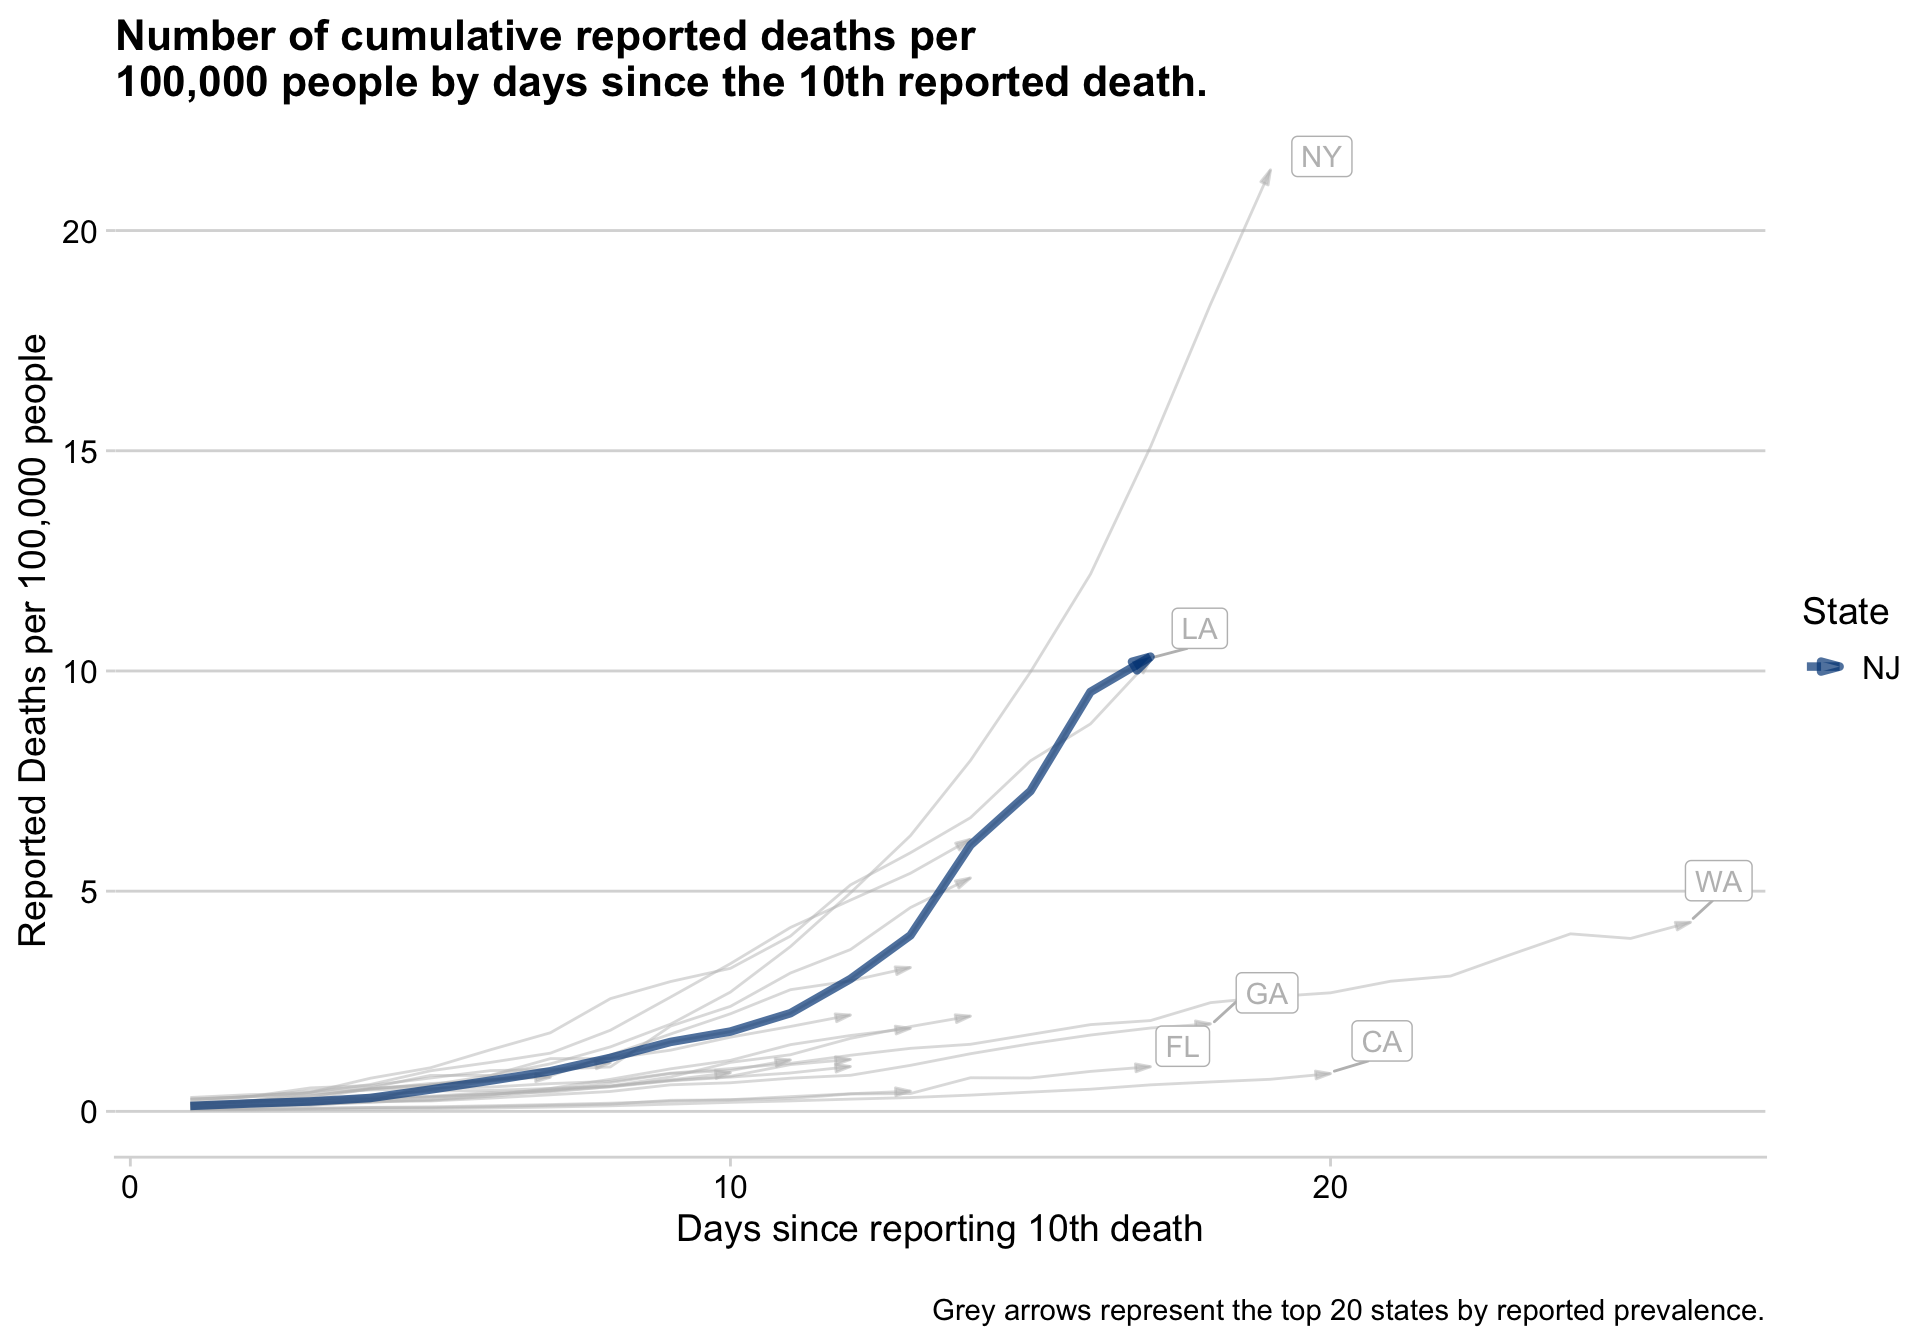 Number of cumulative reported deaths per
100,000 people by days since the 10th reported death.
NY
20
15
LA
10
WA
5
GA
FL
CA
0
Reported Deaths per 100,000 people
State
NJ
0
10
20
Days since reporting 10th death
Grey arrows represent the top 20 states by reported prevalence.